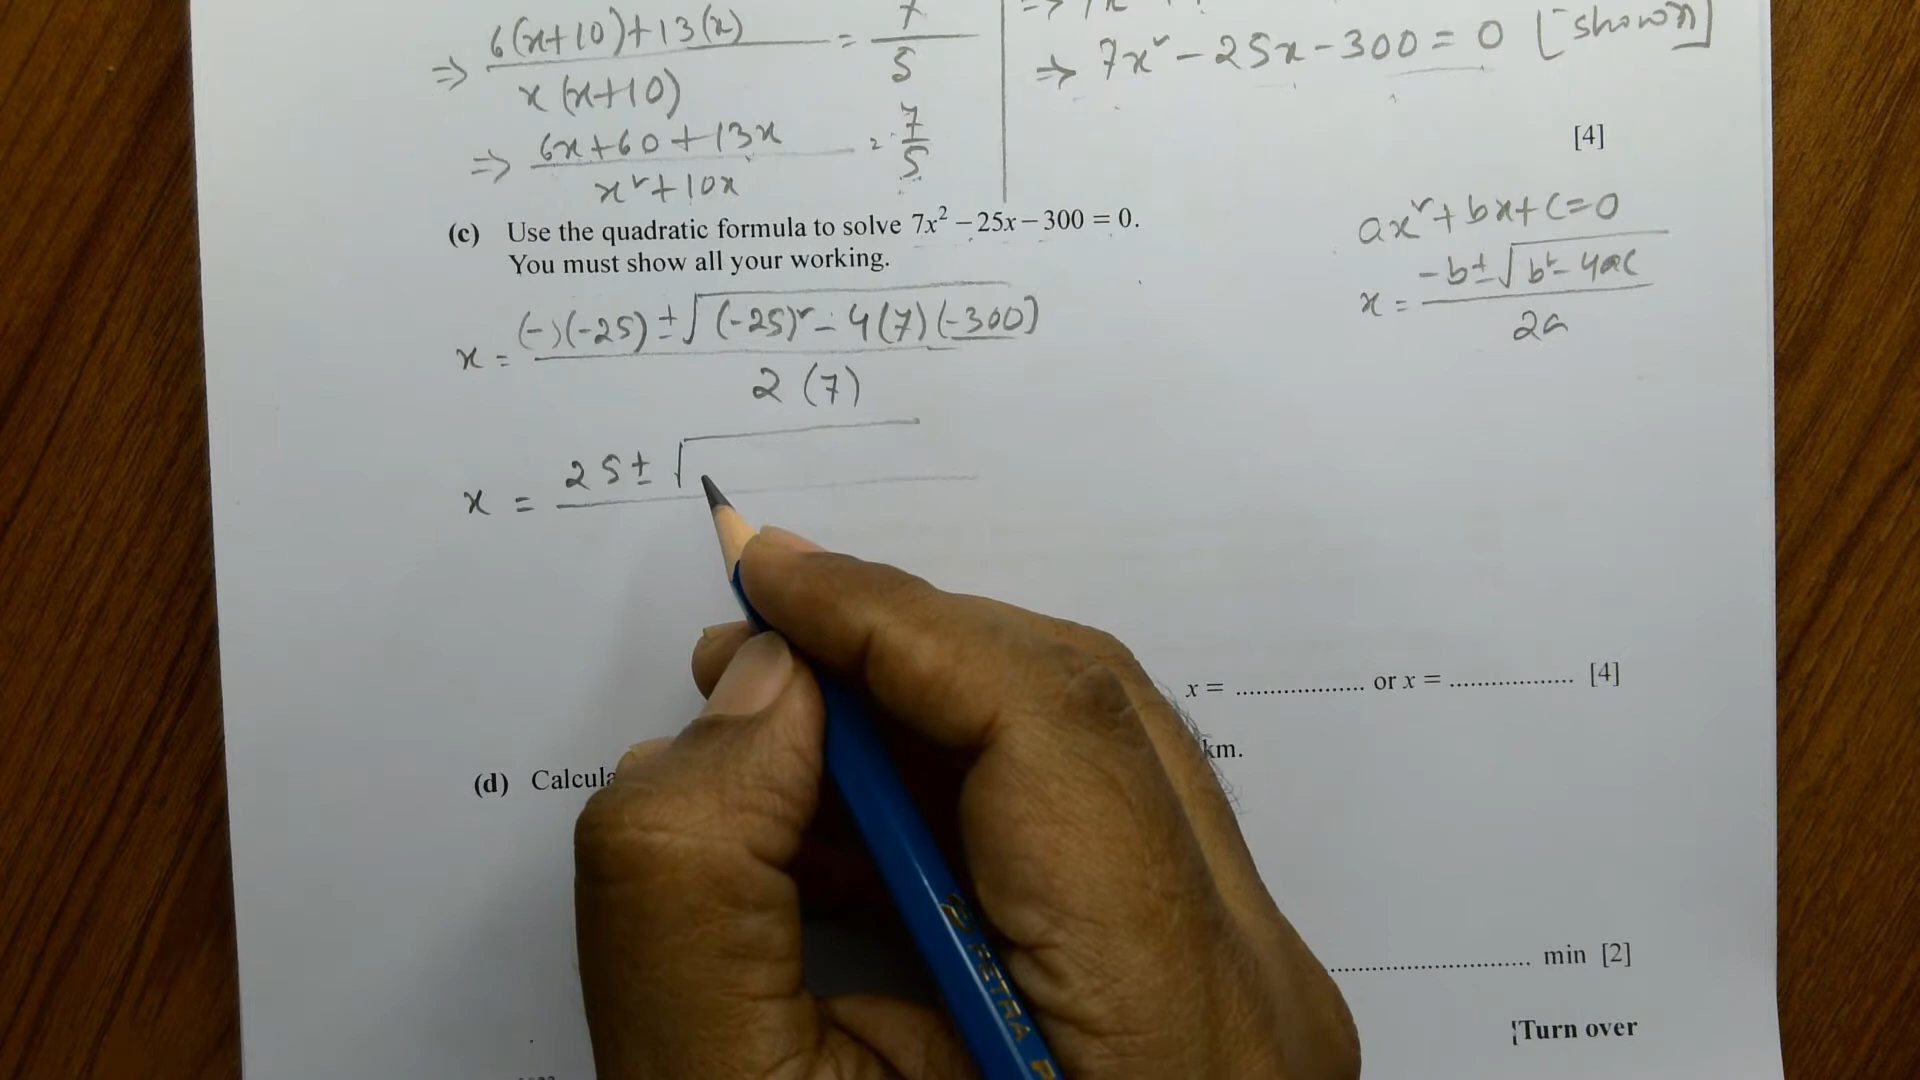 ⇒ 6(x+10)+13(x) / x(x+10) = 7/5
⇒ 6x+60+13x / x²+10x = 7/5
⇒ 7x² - 25x - 300 = 0 [shown]
[4]
(c) Use the quadratic formula to solve 7x² – 25x – 300 = 0.
You must show all your working.
ax² + bx + c = 0
x = -b ± √b² - 4ac / 2a
x = (-)(-25) ± √(-25)² - 4(7)(-300) / 2(7)
x = 25 ± √
x = .................. or x = .................. [4]
km.
(d)
.............................. min [2]
Turn over
PETRA